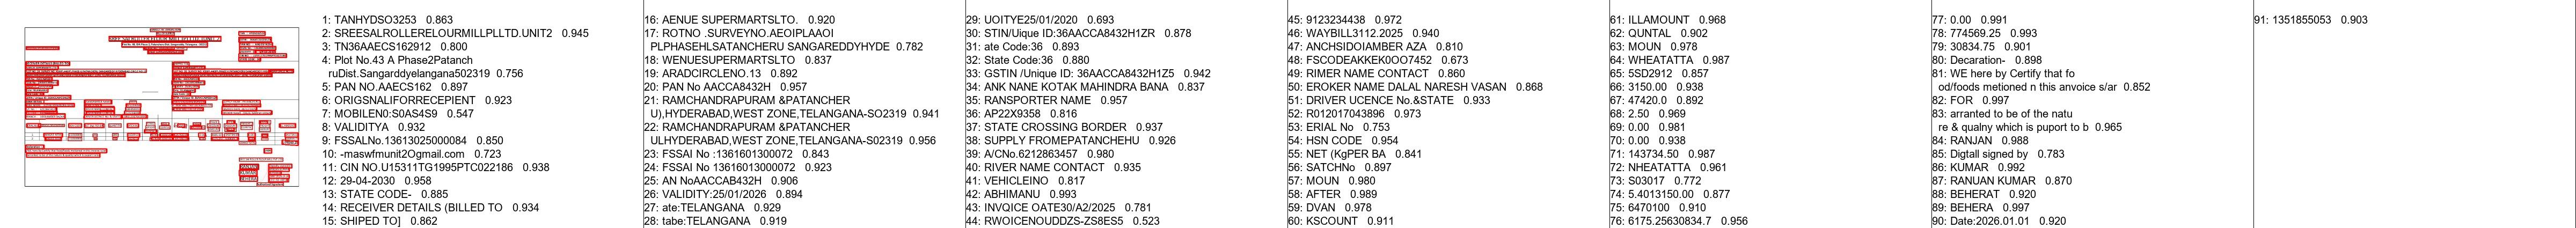 1: TANHYDSO3253 0.863
2: SREESALROLLERELOURMILLPLLTD.UNIT2 0.945
3: TN36AAECS162912 0.800
4: Plot No.43 A Phase2Patanch
ruDist.Sangarddyelangana502319 0.756
5: PAN NO.AAECS162 0.897
6: ORIGSNALIFORRECEPIENT 0.923
7: MOBILEN0:S0AS4S9 0.547
8: VALIDITYA 0.932
9: FSSALNo.13613025000084 0.850
10: -maswfmunit2Ogmail.com 0.723
11: CIN NO.U15311TG1995PTC022186 0.938
12: 29-04-2030 0.958
13: STATE CODE- 0.885
14: RECEIVER DETAILS (BILLED TO 0.934
15: SHIPED TO] 0.862
16: AENUE SUPERMARTSLTO. 0.920
17: ROTNO .SURVEYNO.AEOIPLAAOI
PLPHASEHLSATANCHERU SANGAREDDYHYDE 0.782
18: WENUESUPERMARTSLTO 0.837
19: ARADCIRCLENO.13 0.892
20: PAN No AACCA8432H 0.957
21: RAMCHANDRAPURAM &PATANCHER
U),HYDERABAD,WEST ZONE,TELANGANA-SO2319 0.941
22: RAMCHANDRAPURAM &PATANCHER
ULHYDERABAD,WEST ZONE,TELANGANA-S02319 0.956
23: FSSAI No :1361601300072 0.843
24: FSSAI No 13616013000072 0.923
25: AN NoAACCAB432H 0.906
26: VALIDITY:25/01/2026 0.894
27: ate:TELANGANA 0.929
28: tabe:TELANGANA 0.919
29: UOITYE25/01/2020 0.693
30: STIN/Uique ID:36AACCA8432H1ZR 0.878
31: ate Code:36 0.893
32: State Code:36 0.880
33: GSTIN /Unique ID: 36AACCA8432H1Z5 0.942
34: ANK NANE KOTAK MAHINDRA BANA 0.837
35: RANSPORTER NAME 0.957
36: AP22X9358 0.816
37: STATE CROSSING BORDER 0.937
38: SUPPLY FROMEPATANCHEHU 0.926
39: A/CNo.6212863457 0.980
40: RIVER NAME CONTACT 0.935
41: VEHICLEINO 0.817
42: ABHIMANU 0.993
43: INVQICE OATE30/A2/2025 0.781
44: RWOICENOUDDZS-ZS8ES5 0.523
45: 9123234438 0.972
46: WAYBILL3112.2025 0.940
47: ANCHSIDOIAMBER AZA 0.810
48: FSCODEAKKEK0OO7452 0.673
49: RIMER NAME CONTACT 0.860
50: EROKER NAME DALAL NARESH VASAN 0.868
51: DRIVER UCENCE No.&STATE 0.933
52: R012017043896 0.973
53: ERIAL No 0.753
54: HSN CODE 0.954
55: NET (KgPER BA 0.841
56: SATCHNo 0.897
57: MOUN 0.980
58: AFTER 0.989
59: DVAN 0.978
60: KSCOUNT 0.911
61: ILLAMOUNT 0.968
62: QUNTAL 0.902
63: MOUN 0.978
64: WHEATATTA 0.987
65: 5SD2912 0.857
66: 3150.00 0.938
67: 47420.0 0.892
68: 2.50 0.969
69: 0.00 0.981
70: 0.00 0.938
71: 143734.50 0.987
72: NHEATATTA 0.961
73: S03017 0.772
74: 5.4013150.00 0.877
75: 6470100 0.910
76: 6175.25630834.7 0.956
77: 0.00 0.991
78: 774569.25 0.993
79: 30834.75 0.901
80: Decaration- 0.898
81: WE here by Certify that fo
od/foods metioned n this anvoice s/ar 0.852
82: FOR 0.997
83: arranted to be of the natu
re & qualny which is puport to b 0.965
84: RANJAN 0.988
85: Digtall signed by 0.783
86: KUMAR 0.992
87: RANUAN KUMAR 0.870
88: BEHERAT 0.920
89: BEHERA 0.997
90: Date:2026.01.01 0.920
91: 1351855053 0.903